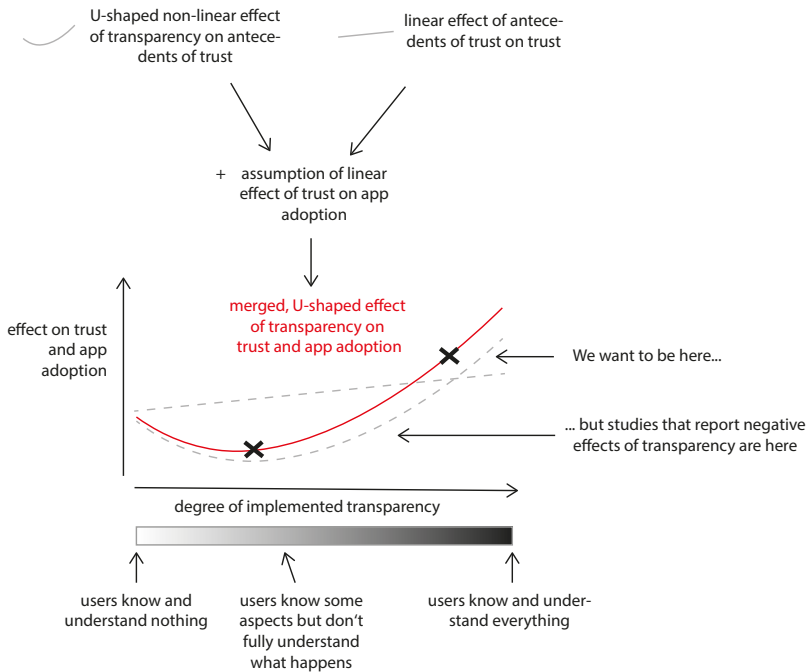 U-shaped non-linear effect
of transparency on antece-
dents of trust
linear effect of antece-
dents of trust on trust
+ assumption of linear
effect of trust on app
adoption
merged, U-shaped effect
of transparency on
trust and app adoption
effect on trust
and app
adoption
We want to be here...
... but studies that report negative
effects of transparency are here
degree of implemented transparency
users know and
understand nothing
users know some
aspects but don't
fully understand
what happens
users know and under-
stand everything